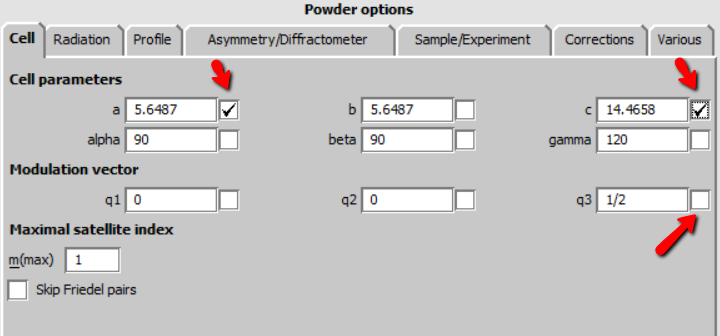 Powder options
Cell Radiation Profile Asymmetry/Diffractometer Sample/Experiment Corrections Various
Cell parameters
a 5.6487 b 5.6487 c 14.4658
alpha 90 beta 90 gamma 120
Modulation vector
q1 0 q2 0 q3 1/2
Maximal satellite index
m(max) 1
Skip Friedel pairs